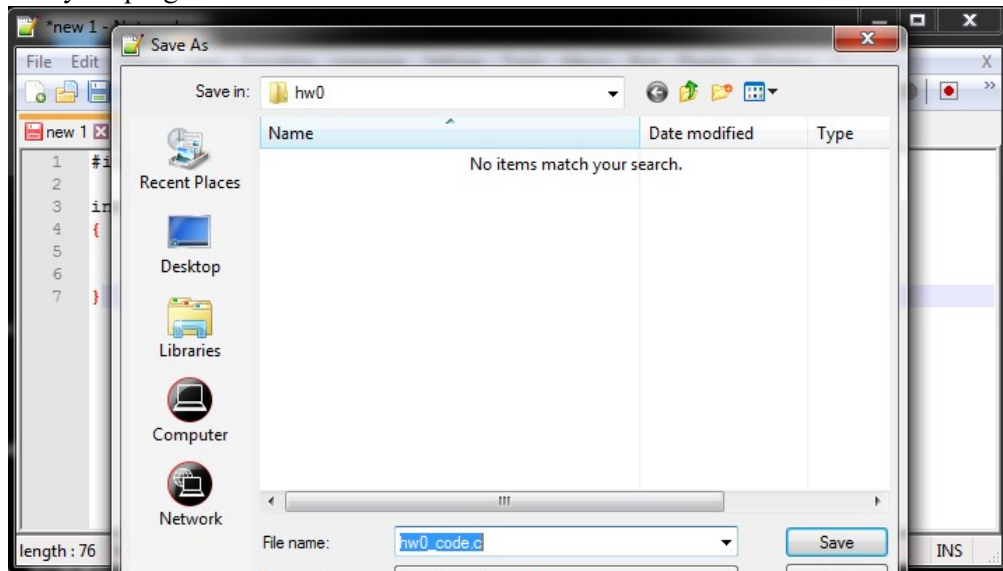 *new 1 -
Save As
File Edit
X
Save in: hw0
new 1
Name Date modified Type
No items match your search.
1 #i
2
3 in
4 {
5
6
7 }
Recent Places
Desktop
Libraries
Computer
Network
File name: hw0_code.c Save
length : 76 INS